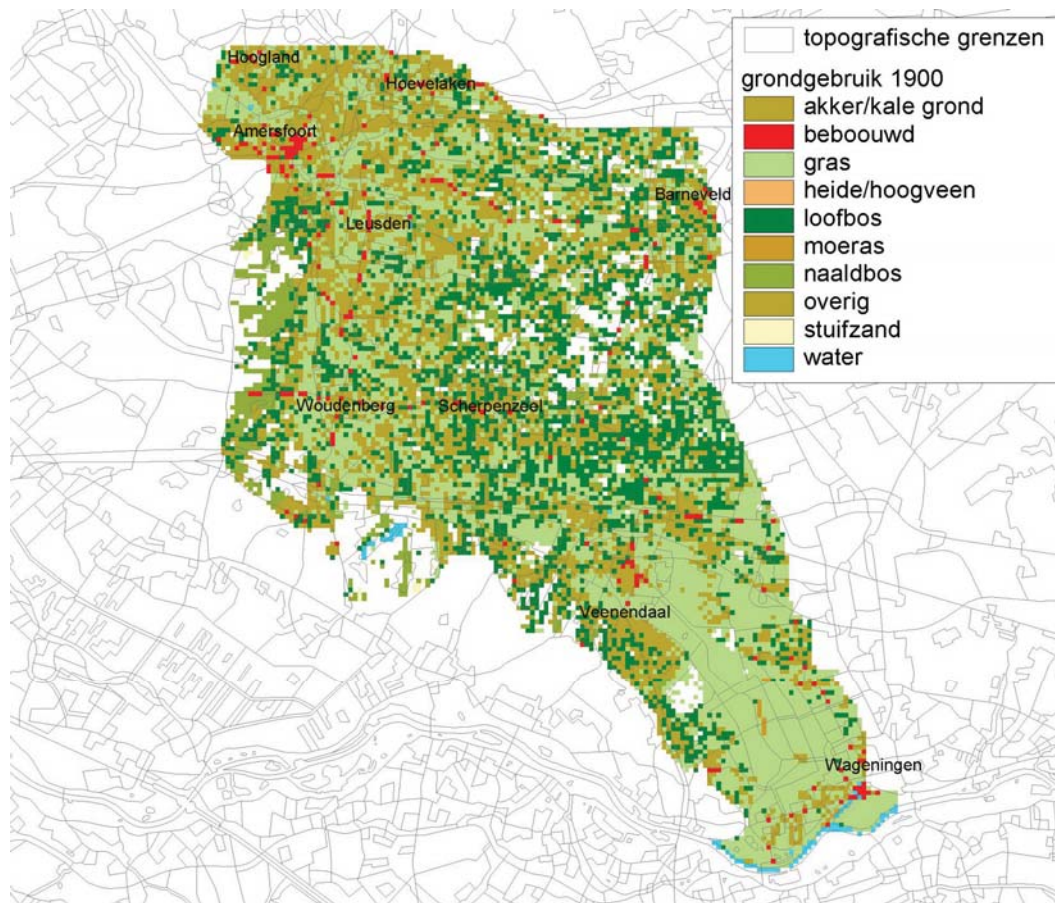 topografische grenzen
grondgebruik 1900
akker/kale grond
beboouwd
gras
heide/hoogveen
loofbos
moeras
naaldbos
overig
stuifzand
water
Hoogland
Hoevelaken
Amersfoort
Barneveld
Leusden
Woudenberg
Scherpenzeel
Veenendaal
Wageningen